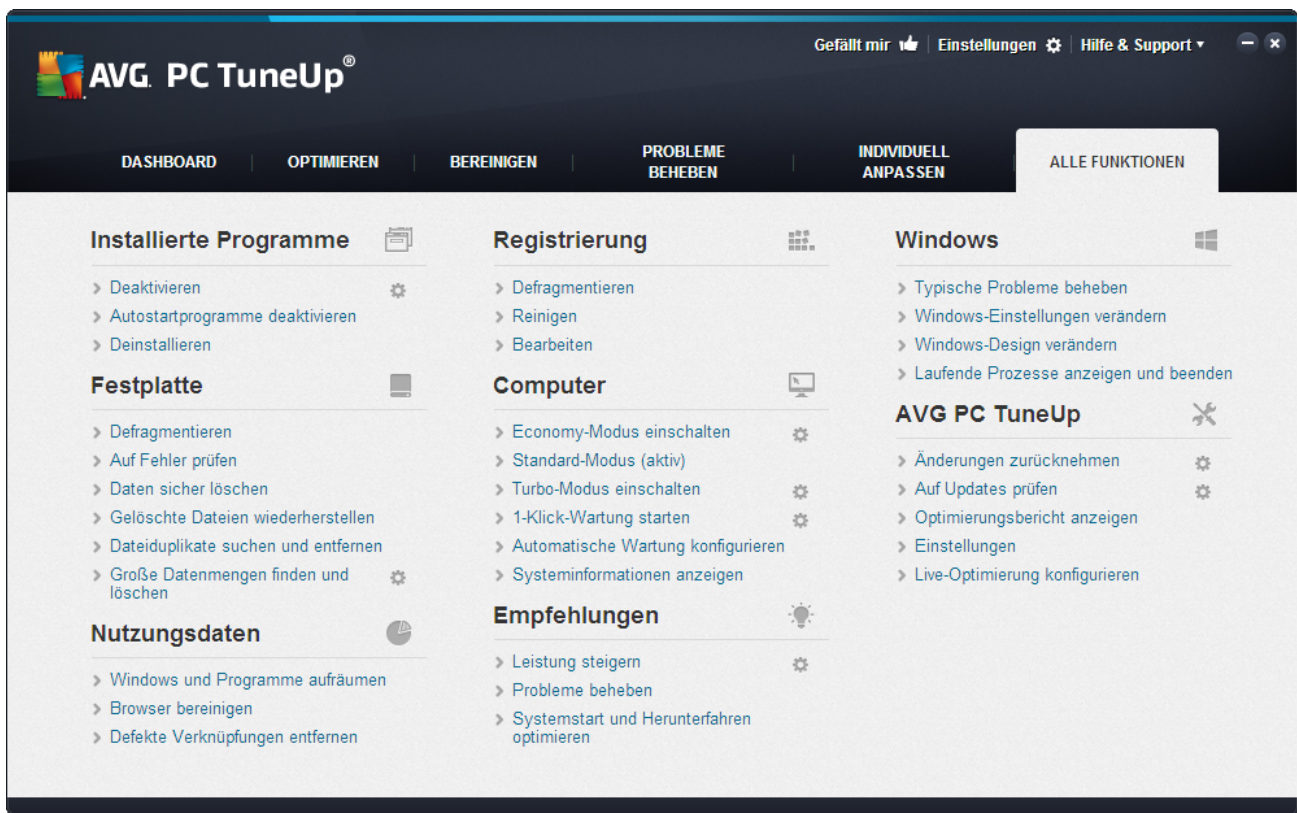 Gefällt mir
Einstellungen
Hilfe & Support
AVG. PC TuneUp®
DASHBOARD
OPTIMIEREN
BEREINIGEN
PROBLEME
BEHEBEN
INDIVIDUELL
ANPASSEN
ALLE FUNKTIONEN
Installierte Programme
Deaktivieren
Autostartprogramme deaktivieren
Deinstallieren
Festplatte
Defragmentieren
Auf Fehler prüfen
Daten sicher löschen
Gelöschte Dateien wiederherstellen
Dateiduplikate suchen und entfernen
Große Datenmengen finden und
löschen
Nutzungsdaten
Windows und Programme aufräumen
Browser bereinigen
Defekte Verknüpfungen entfernen
Registrierung
Defragmentieren
Reinigen
Bearbeiten
Computer
Economy-Modus einschalten
Standard-Modus (aktiv)
Turbo-Modus einschalten
1-Klick-Wartung starten
Automatische Wartung konfigurieren
Systeminformationen anzeigen
Empfehlungen
Leistung steigern
Probleme beheben
Systemstart und Herunterfahren
optimieren
Windows
Typische Probleme beheben
Windows-Einstellungen verändern
Windows-Design verändern
Laufende Prozesse anzeigen und beenden
AVG PC TuneUp
Änderungen zurücknehmen
Auf Updates prüfen
Optimierungsbericht anzeigen
Einstellungen
Live-Optimierung konfigurieren